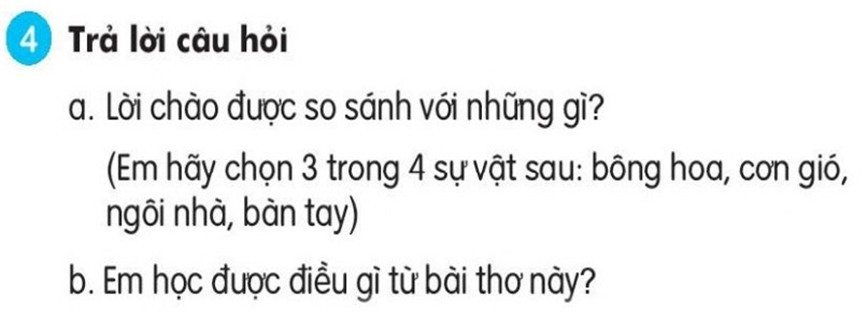 4 Trả lời câu hỏi
a. Lời chào được so sánh với những gì?
(Em hãy chọn 3 trong 4 sự vật sau: bông hoa, cơn gió,
ngôi nhà, bàn tay)
b. Em học được điều gì từ bài thơ này?